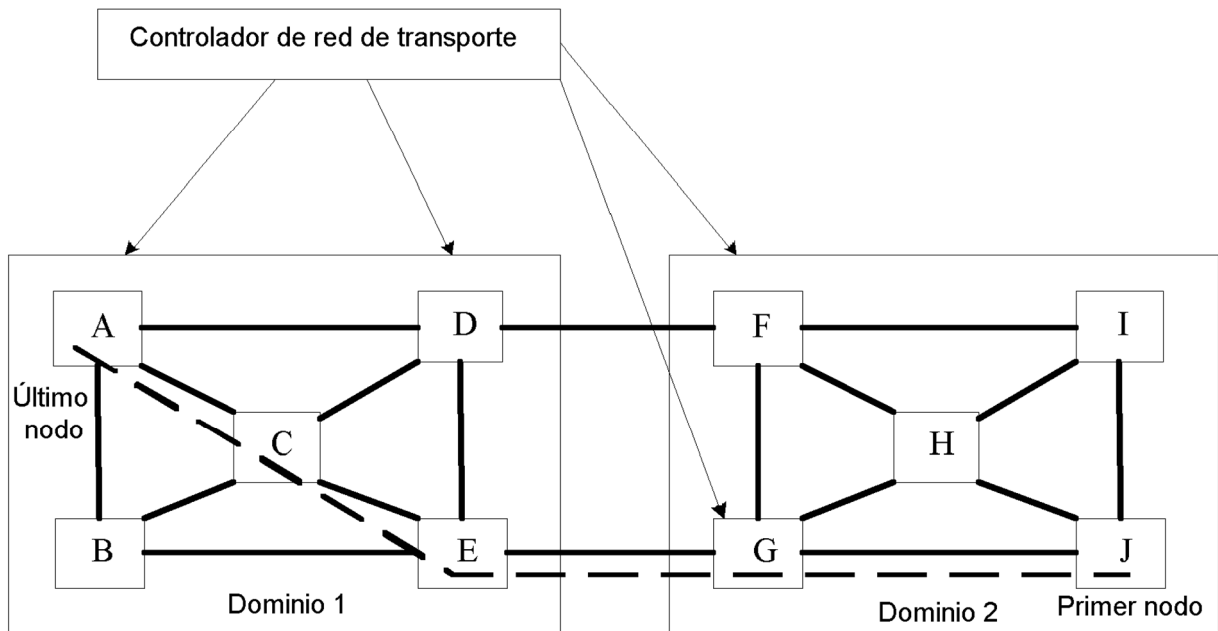 Controlador de red de transporte
A
D
F
I
Último
nodo
C
H
B
E
G
J
Dominio 1
Dominio 2
Primer nodo